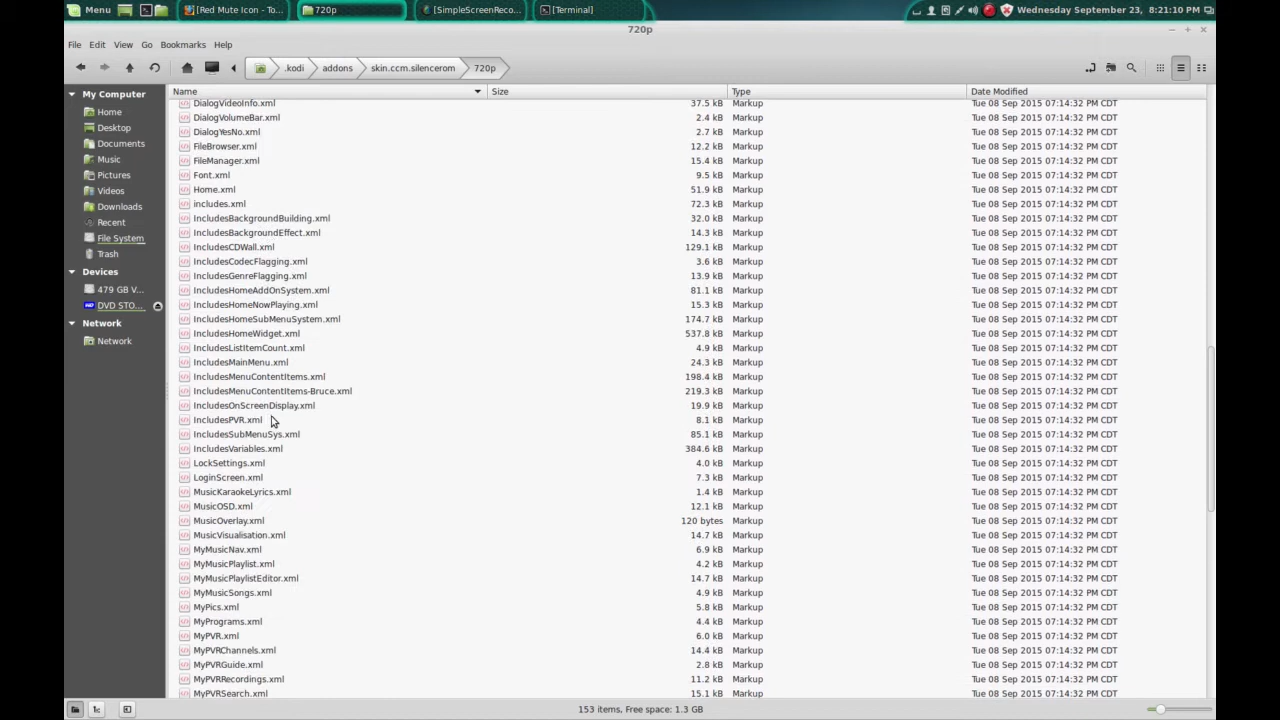 Menu [Red Mute Icon - To... 720p [SimpleScreenReco... [Terminal] Wednesday September 23, 8:21:10 PM
720p
File Edit View Go Bookmarks Help
.kodi addons skin.ccm.silencerom 720p
My Computer
Home
Desktop
Documents
Music
Pictures
Videos
Downloads
Recent
File System
Trash
Devices
479 GB V...
DVD STO...
Network
Network
Name Size Type Date Modified
DialogVideoInfo.xml 37.5 kB Markup Tue 08 Sep 2015 07:14:32 PM CDT
DialogVolumeBar.xml 2.4 kB Markup Tue 08 Sep 2015 07:14:32 PM CDT
DialogYesNo.xml 2.7 kB Markup Tue 08 Sep 2015 07:14:32 PM CDT
FileBrowser.xml 12.2 kB Markup Tue 08 Sep 2015 07:14:32 PM CDT
FileManager.xml 15.4 kB Markup Tue 08 Sep 2015 07:14:32 PM CDT
Font.xml 9.5 kB Markup Tue 08 Sep 2015 07:14:32 PM CDT
Home.xml 51.9 kB Markup Tue 08 Sep 2015 07:14:32 PM CDT
includes.xml 72.3 kB Markup Tue 08 Sep 2015 07:14:32 PM CDT
IncludesBackgroundBuilding.xml 32.0 kB Markup Tue 08 Sep 2015 07:14:32 PM CDT
IncludesBackgroundEffect.xml 14.3 kB Markup Tue 08 Sep 2015 07:14:32 PM CDT
IncludesCDWall.xml 129.1 kB Markup Tue 08 Sep 2015 07:14:32 PM CDT
IncludesCodecFlagging.xml 3.6 kB Markup Tue 08 Sep 2015 07:14:32 PM CDT
IncludesGenreFlagging.xml 13.9 kB Markup Tue 08 Sep 2015 07:14:32 PM CDT
IncludesHomeAddOnSystem.xml 81.1 kB Markup Tue 08 Sep 2015 07:14:32 PM CDT
IncludesHomeNowPlaying.xml 15.3 kB Markup Tue 08 Sep 2015 07:14:32 PM CDT
IncludesHomeSubMenuSystem.xml 174.7 kB Markup Tue 08 Sep 2015 07:14:32 PM CDT
IncludesHomeWidget.xml 537.8 kB Markup Tue 08 Sep 2015 07:14:32 PM CDT
IncludesListItemCount.xml 4.9 kB Markup Tue 08 Sep 2015 07:14:32 PM CDT
IncludesMainMenu.xml 24.3 kB Markup Tue 08 Sep 2015 07:14:32 PM CDT
IncludesMenuContentItems.xml 198.4 kB Markup Tue 08 Sep 2015 07:14:32 PM CDT
IncludesMenuContentItems-Bruce.xml 219.3 kB Markup Tue 08 Sep 2015 07:14:32 PM CDT
IncludesOnScreenDisplay.xml 19.9 kB Markup Tue 08 Sep 2015 07:14:32 PM CDT
IncludesPVR.xml 8.1 kB Markup Tue 08 Sep 2015 07:14:32 PM CDT
IncludesSubMenuSys.xml 85.1 kB Markup Tue 08 Sep 2015 07:14:32 PM CDT
IncludesVariables.xml 384.6 kB Markup Tue 08 Sep 2015 07:14:32 PM CDT
LockSettings.xml 4.0 kB Markup Tue 08 Sep 2015 07:14:32 PM CDT
LoginScreen.xml 7.3 kB Markup Tue 08 Sep 2015 07:14:32 PM CDT
MusicKaraokeLyrics.xml 1.4 kB Markup Tue 08 Sep 2015 07:14:32 PM CDT
MusicOSD.xml 12.1 kB Markup Tue 08 Sep 2015 07:14:32 PM CDT
MusicOverlay.xml 120 bytes Markup Tue 08 Sep 2015 07:14:32 PM CDT
MusicVisualisation.xml 14.7 kB Markup Tue 08 Sep 2015 07:14:32 PM CDT
MyMusicNav.xml 6.9 kB Markup Tue 08 Sep 2015 07:14:32 PM CDT
MyMusicPlaylist.xml 4.2 kB Markup Tue 08 Sep 2015 07:14:32 PM CDT
MyMusicPlaylistEditor.xml 14.7 kB Markup Tue 08 Sep 2015 07:14:32 PM CDT
MyMusicSongs.xml 4.9 kB Markup Tue 08 Sep 2015 07:14:32 PM CDT
MyPics.xml 5.8 kB Markup Tue 08 Sep 2015 07:14:32 PM CDT
MyPrograms.xml 4.4 kB Markup Tue 08 Sep 2015 07:14:32 PM CDT
MyPVR.xml 6.0 kB Markup Tue 08 Sep 2015 07:14:32 PM CDT
MyPVRChannels.xml 14.4 kB Markup Tue 08 Sep 2015 07:14:32 PM CDT
MyPVRGuide.xml 2.8 kB Markup Tue 08 Sep 2015 07:14:32 PM CDT
MyPVRRecordings.xml 11.2 kB Markup Tue 08 Sep 2015 07:14:32 PM CDT
MyPVRSearch.xml 15.1 kB Markup Tue 08 Sep 2015 07:14:32 PM CDT
153 items, Free space: 1.3 GB